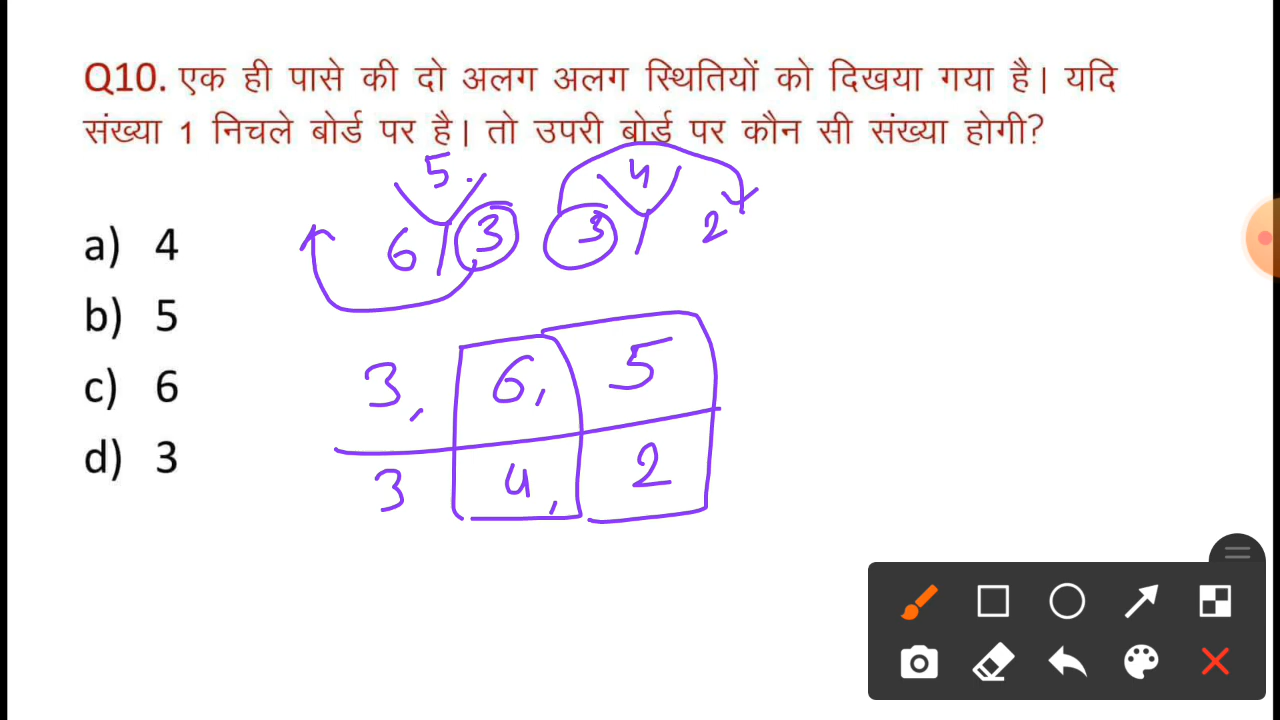 Q10. एक ही पासे की दो अलग अलग स्थितियों को दिखया गया है। यदि
संख्या 1 निचले बोर्ड पर है। तो उपरी बोर्ड पर कौन सी संख्या होगी?
5 4
6 3 3 2
a) 4
b) 5
c) 6
d) 3
3, 6, 5
3 4, 2